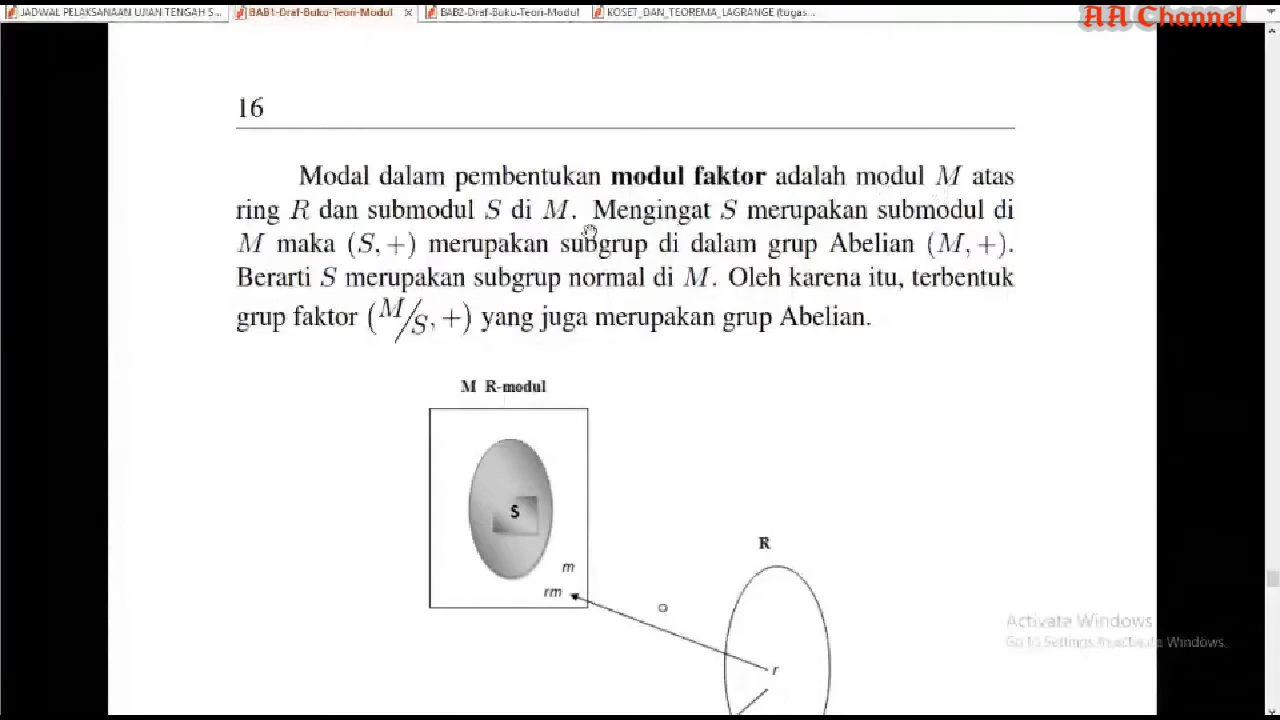 JADWAL PELAKSANAAN UJIAN TENGAH S...
BAB1-Draf-Buku-Teori-Modul
BAB2-Draf-Buku-Teori-Modul
KOSET_DAN_TEOREMA_LAGRANGE (tugas...
AA Channel
16
Modal dalam pembentukan modul faktor adalah modul M atas
ring R dan submodul S di M. Mengingat S merupakan submodul di
M maka (S, +) merupakan subgrup di dalam grup Abelian (M, +).
Berarti S merupakan subgrup normal di M. Oleh karena itu, terbentuk
grup faktor (M/S, +) yang juga merupakan grup Abelian.
M R-modul
S
m
rm
R
o
r
Activate Windows
Go to Settings to activate Windows.